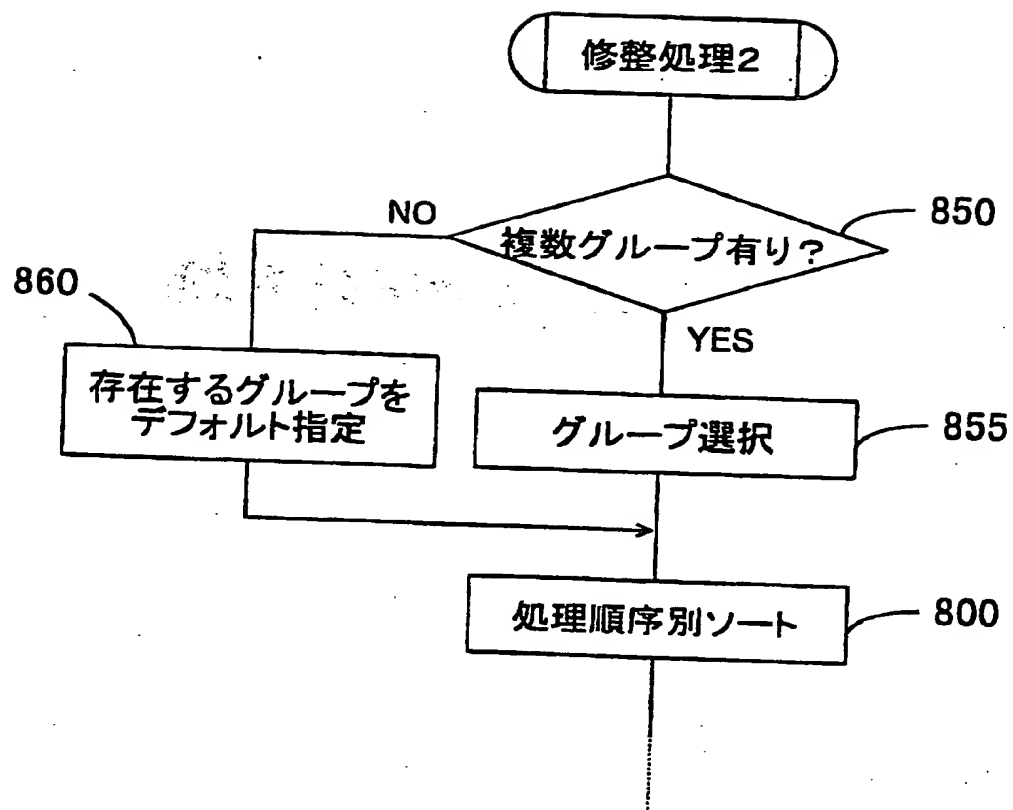 修整処理2
複数グループ有り?
850
NO
YES
860
存在するグループを
デフォルト指定
グループ選択
855
処理順序別ソート
800